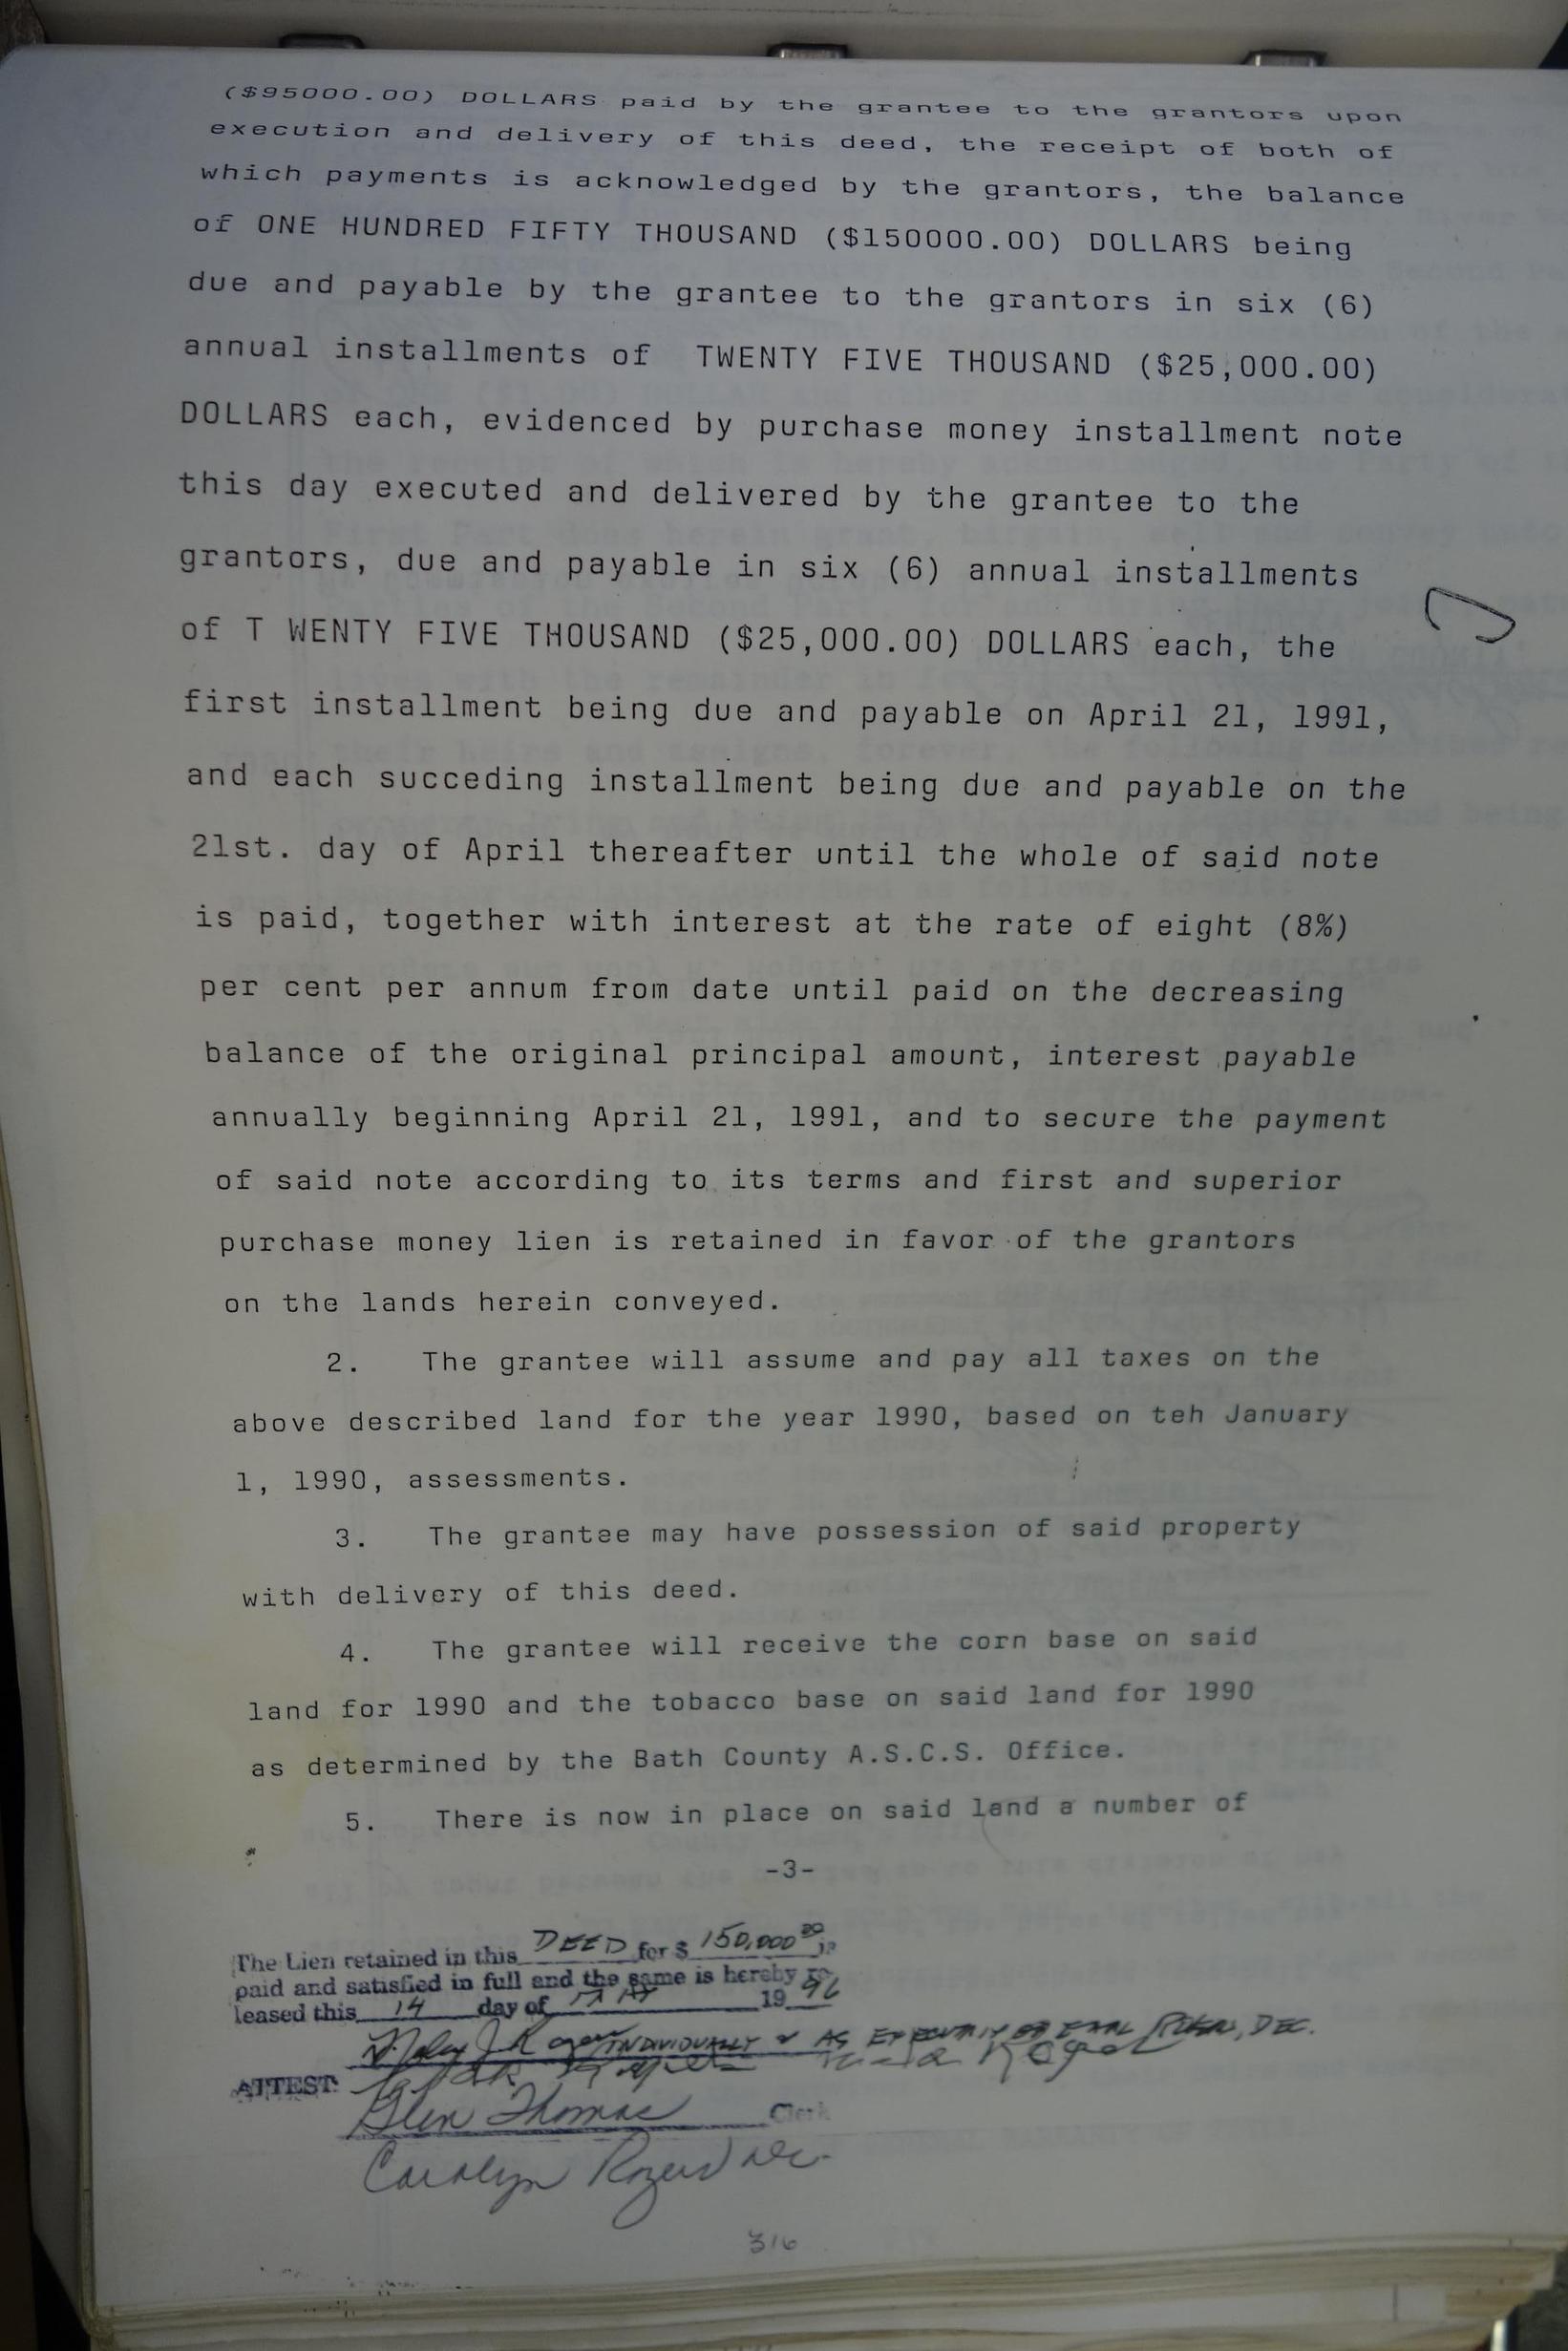 ($95000.00) DOLLARS paid by the grantee to the grantors upon
execution and delivery of this deed, the receipt of both of
which payments is acknowledged by the grantors, the balance
of ONE HUNDRED FIFTY THOUSAND ($150000.00) DOLLARS being
due and payable by the grantee to the grantors in six (6)
annual installments of TWENTY FIVE THOUSAND ($25,000.00)
DOLLARS each, evidenced by purchase money installment note
this day executed and delivered by the grantee to the
grantors, due and payable in six (6) annual installments
of T WENTY FIVE THOUSAND ($25,000.00) DOLLARS each, the
first installment being due and payable on April 21, 1991,
and each succeding installment being due and payable on the
21st. day of April thereafter until the whole of said note
is paid, together with interest at the rate of eight (8%)
per cent per annum from date until paid on the decreasing
balance of the original principal amount, interest payable
annually beginning April 21, 1991, and to secure the payment
of said note according to its terms and first and superior
purchase money lien is retained in favor of the grantors
on the lands herein conveyed.
2. The grantee will assume and pay all taxes on the
above described land for the year 1990, based on teh January
1, 1990, assessments.
3. The grantee may have possession of said property
with delivery of this deed.
4. The grantee will receive the corn base on said
land for 1990 and the tobacco base on said land for 1990
as determined by the Bath County A.S.C.S. Office.
5. There is now in place on said land a number of
-3-
The Lien retained in this DEED for $ 150,000 00 is
paid and satisfied in full and the same is hereby re-
leased this 14 day of MAY 1996
J Roger INDIVIDUALLY & AS OF EARL DEC.
ATTEST:
Glen Thomas Clerk
Carolyn Rogers
316